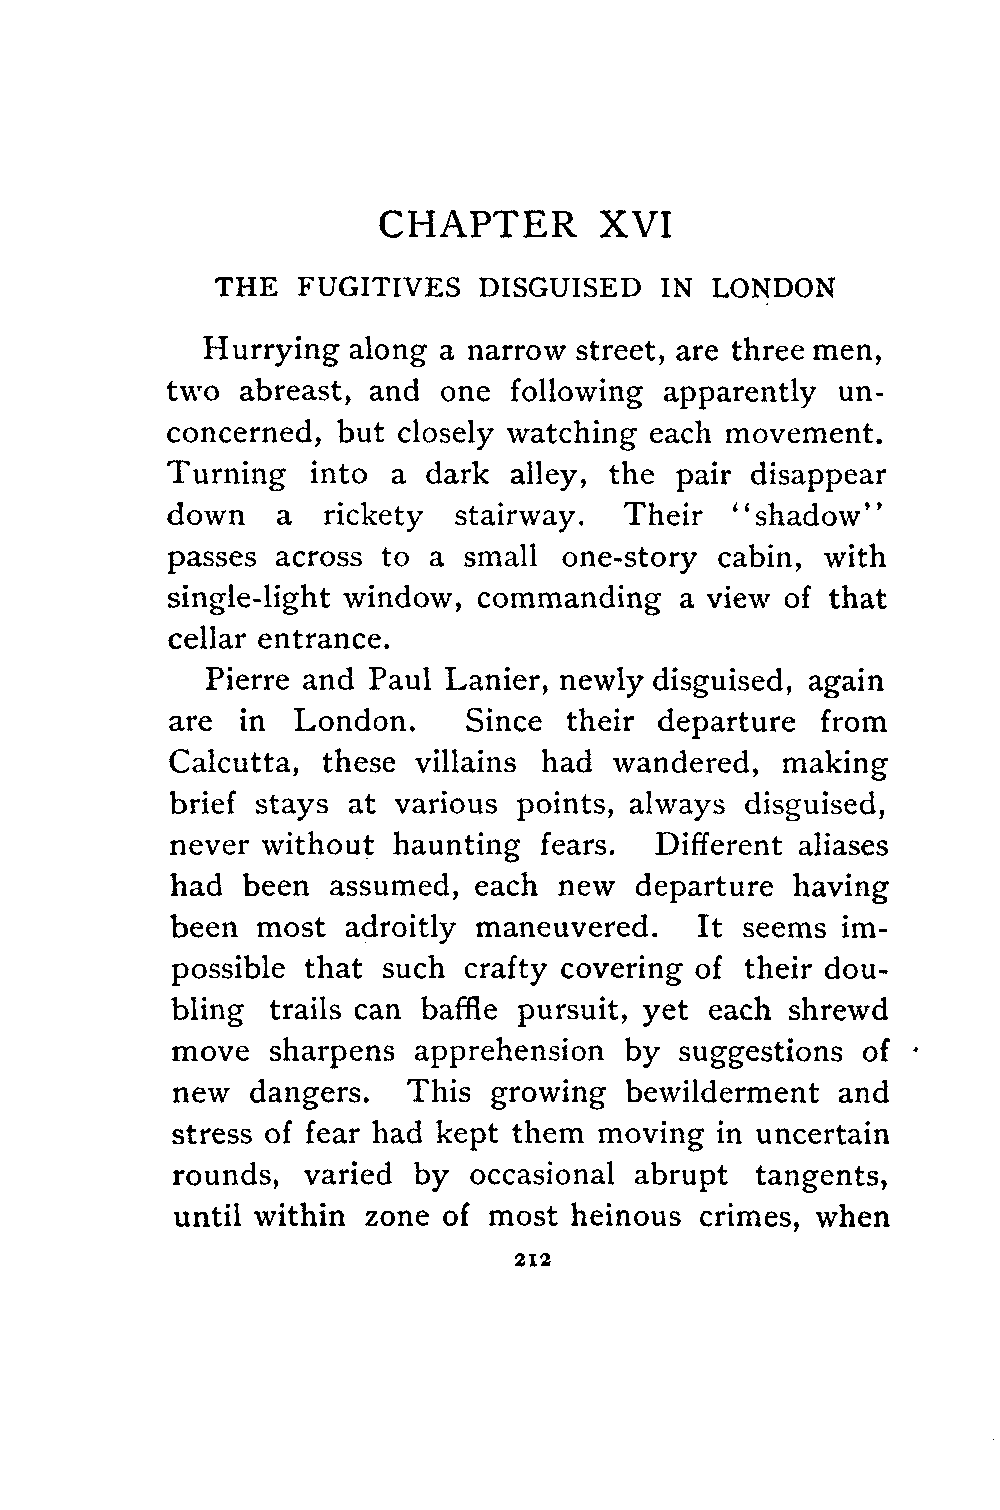 CHAPTER XVI
THE FUGITIVES DISGUISED IN LONDON
Hurrying along a narrow street, are three men,
two abreast, and one following apparently un-
concerned, but closely watching each movement.
Turning into a dark alley, the pair disappear
down a rickety stairway. Their "shadow"
passes across to a small one-story cabin, with
single-light window, commanding a view of that
cellar entrance.
Pierre and Paul Lanier, newly disguised, again
are in London. Since their departure from
Calcutta, these villains had wandered, making
brief stays at various points, always disguised,
never without haunting fears. Different aliases
had been assumed, each new departure having
been most adroitly maneuvered. It seems im-
possible that such crafty covering of their dou-
bling trails can baffle pursuit, yet each shrewd
move sharpens apprehension by suggestions of
new dangers. This growing bewilderment and
stress of fear had kept them moving in uncertain
rounds, varied by occasional abrupt tangents,
until within zone of most heinous crimes, when
212